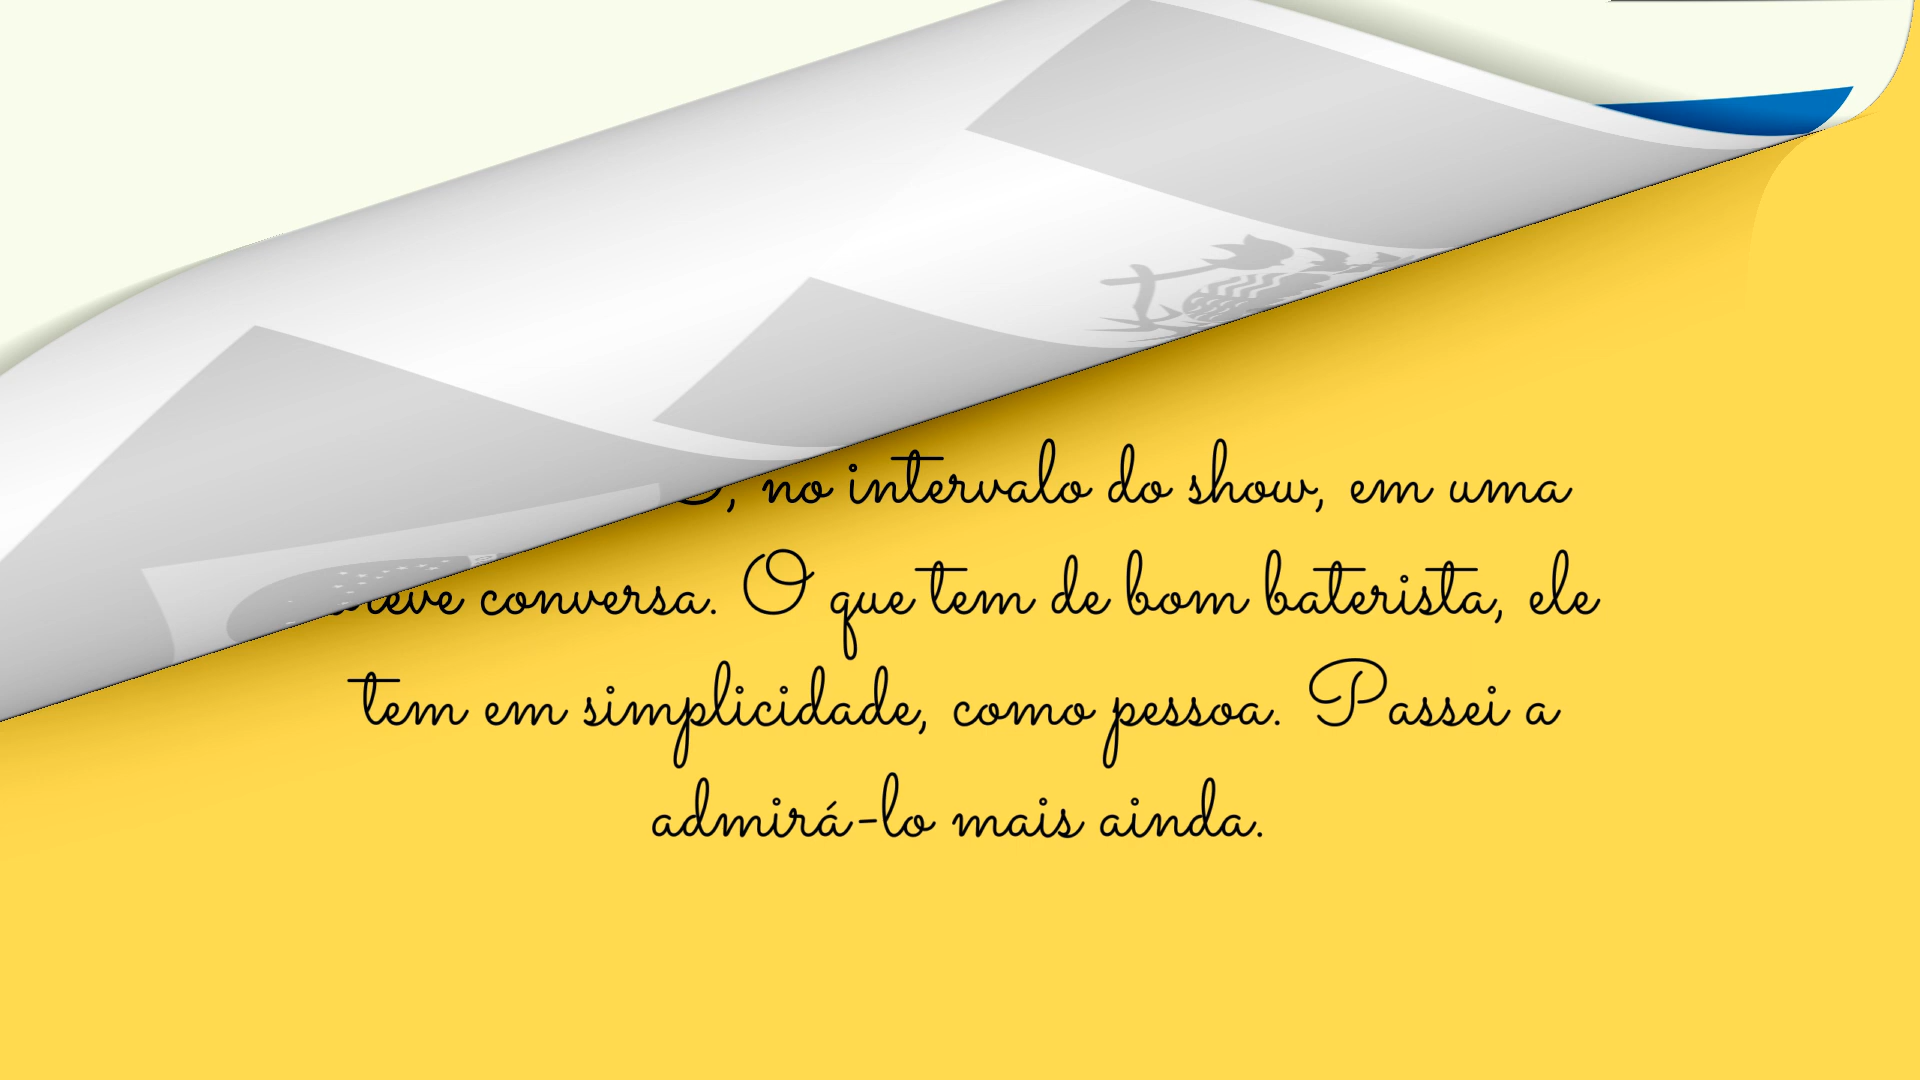 , no intervalo do show, em uma
conversa. O que tem de bom baterista, ele
tem em simplicidade, como pessoa. Passei a
admirá-lo mais ainda.